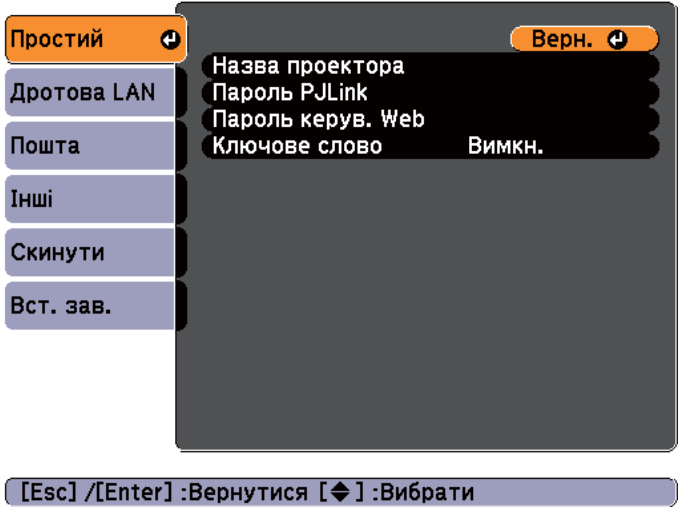 Простий
Дротова LAN
Пошта
Інші
Скинути
Вст. зав.
Верн.
Назва проектора
Пароль PJLink
Пароль керув. Web
Ключове слово Вимкн.
[Esc] /[Enter] :Вернутися [◆] :Вибрати